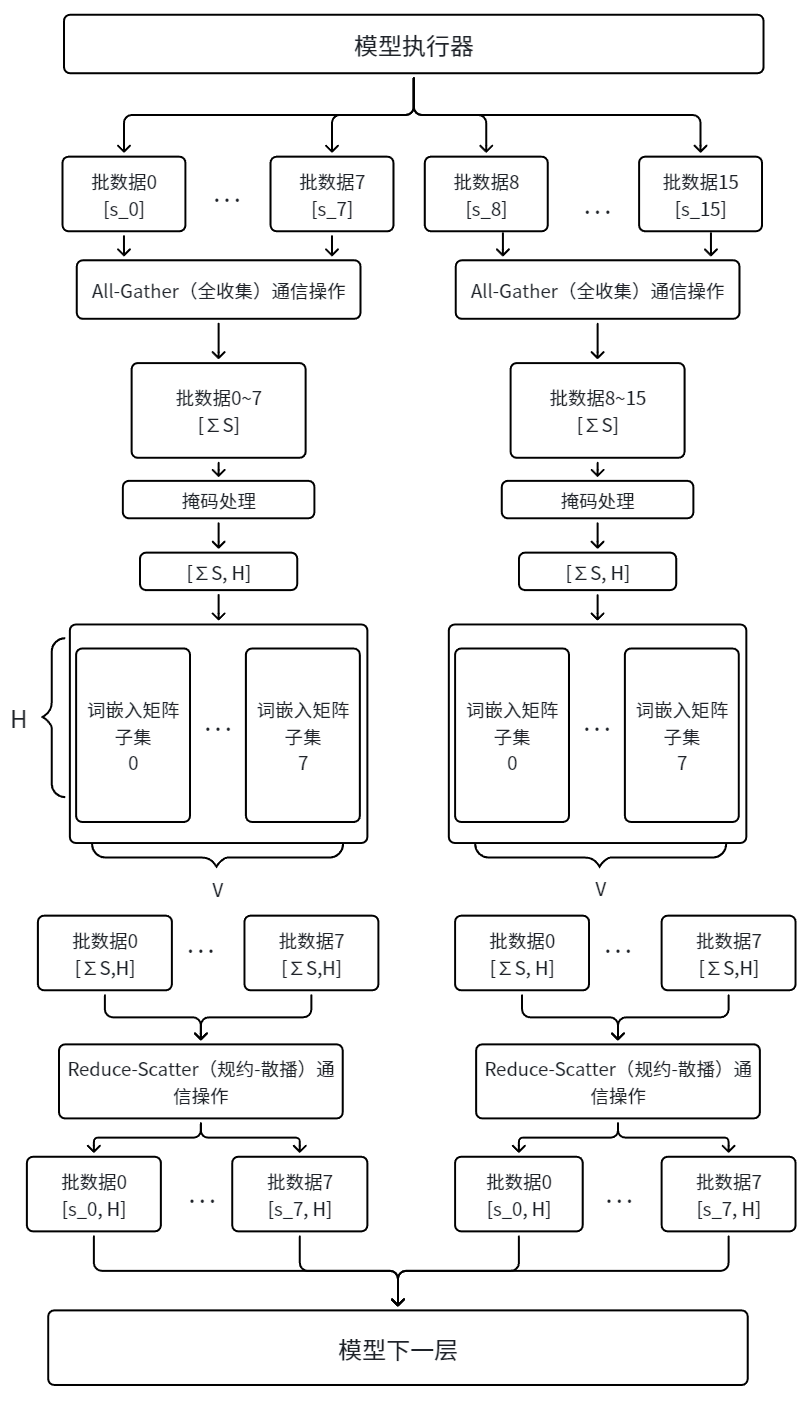 模型执行器
批数据0
[s_0]
...
批数据7
[s_7]
批数据8
[s_8]
...
批数据15
[s_15]
All-Gather（全收集）通信操作
All-Gather（全收集）通信操作
批数据0~7
[ΣS]
批数据8~15
[ΣS]
掩码处理
掩码处理
[ΣS, H]
[ΣS, H]
H
词嵌入矩阵
子集
0
...
词嵌入矩阵
子集
7
V
词嵌入矩阵
子集
0
...
词嵌入矩阵
子集
7
V
批数据0
[ΣS,H]
...
批数据7
[ΣS,H]
批数据0
[ΣS, H]
...
批数据7
[ΣS,H]
Reduce-Scatter（规约-散播）通
信操作
Reduce-Scatter（规约-散播）通
信操作
批数据0
[s_0, H]
...
批数据7
[s_7, H]
批数据0
[s_0, H]
...
批数据7
[s_7, H]
模型下一层